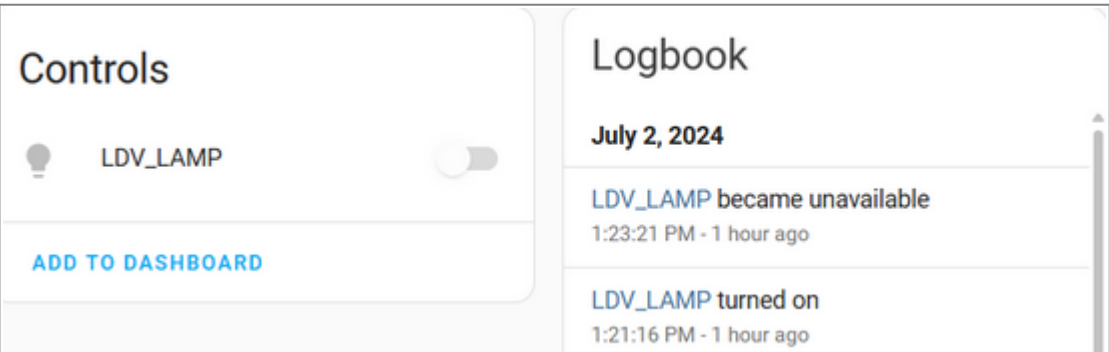 Controls
LDV_LAMP
ADD TO DASHBOARD
Logbook
July 2, 2024
LDV_LAMP became unavailable
1:23:21 PM - 1 hour ago
LDV_LAMP turned on
1:21:16 PM - 1 hour ago